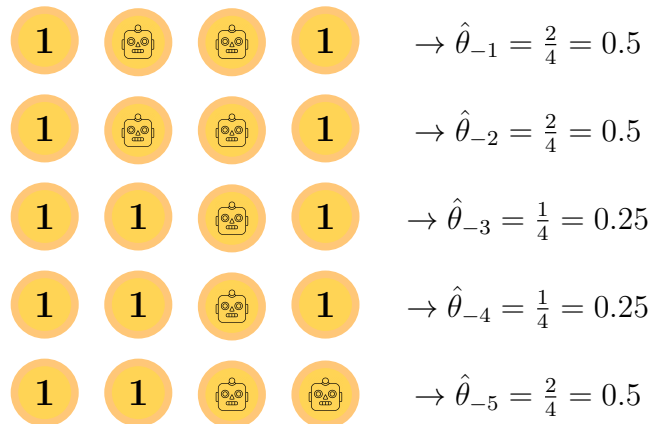 1 1 → θ̂₋₁ = 2/4 = 0.5
1 1 → θ̂₋₂ = 2/4 = 0.5
1 1 1 → θ̂₋₃ = 1/4 = 0.25
1 1 1 → θ̂₋₄ = 1/4 = 0.25
1 1 → θ̂₋₅ = 2/4 = 0.5